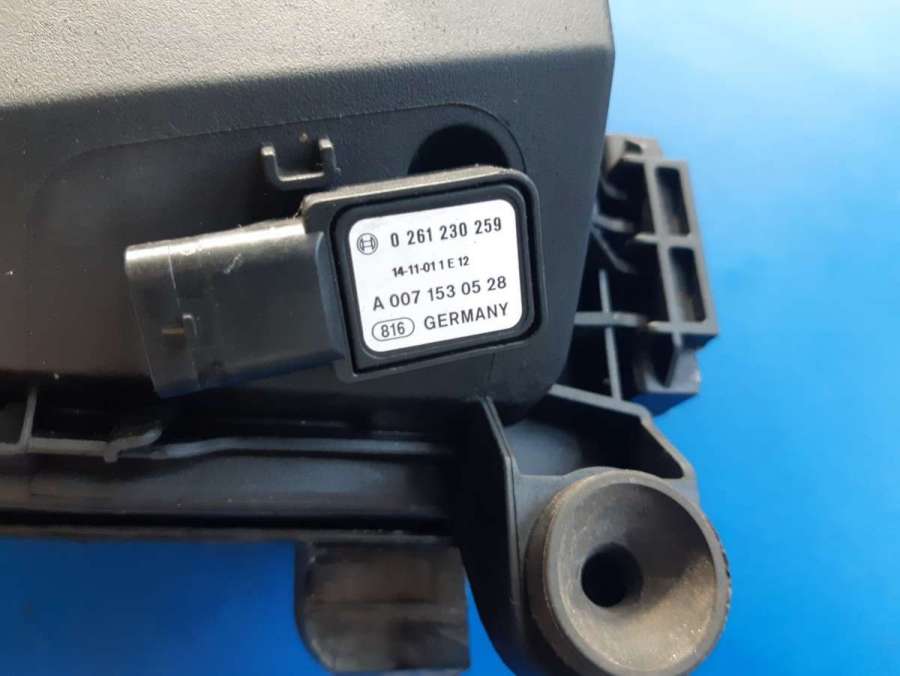 0 261 230 259
14-11-01 1 E 12
A 007 153 05 28
816 GERMANY